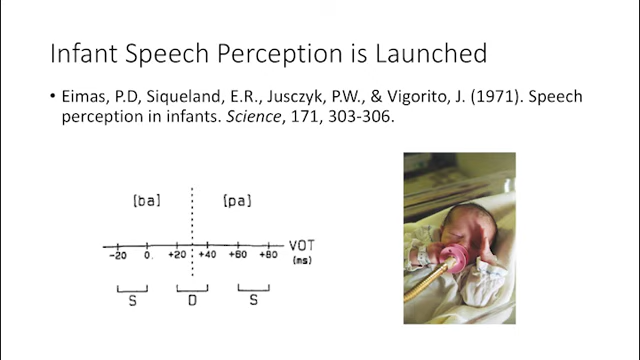 Infant Speech Perception is Launched
• Eimas, P.D, Siqueland, E.R., Jusczyk, P.W., & Vigorito, J. (1971). Speech
perception in infants. Science, 171, 303-306.
[ba] [pa]
VOT
-20 0. +20 +40 +60 +80 (ms)
S D S